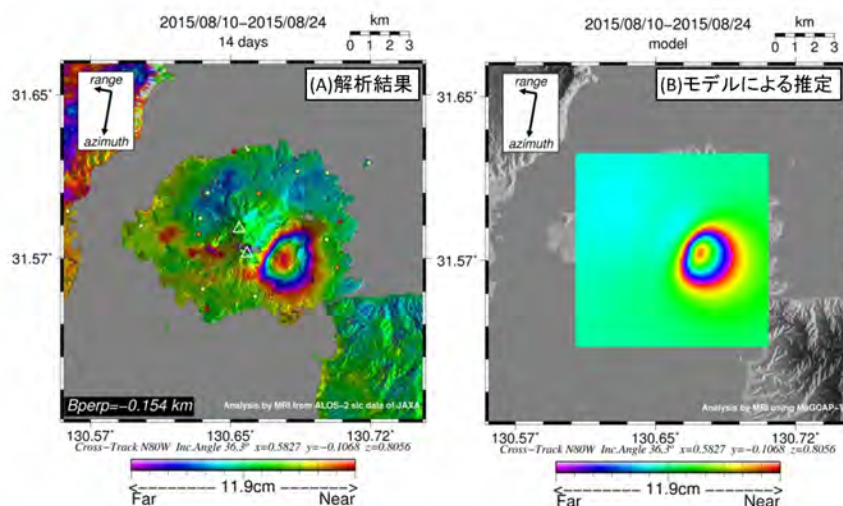 2015/08/10−2015/08/24
14 days
km
0 1 2 3
range
azimuth
(A)解析結果
31.65°
31.57°
Bperp=−0.154 km
Analysis by MRI from ALOS−2 slc data of JAXA
130.57°
130.65°
130.72°
Cross−Track N80W Inc.Angle 36.3° x=0.5827 y=−0.1068 z=0.8056
11.9cm
Far
Near
2015/08/10−2015/08/24
model
km
0 1 2 3
range
azimuth
(B)モデルによる推定
31.65°
31.57°
Analysis by MRI using
130.57°
130.65°
130.72°
Cross−Track N80W Inc.Angle 36.3° x=0.5827 y=−0.1068 z=0.8056
11.9cm
Far
Near